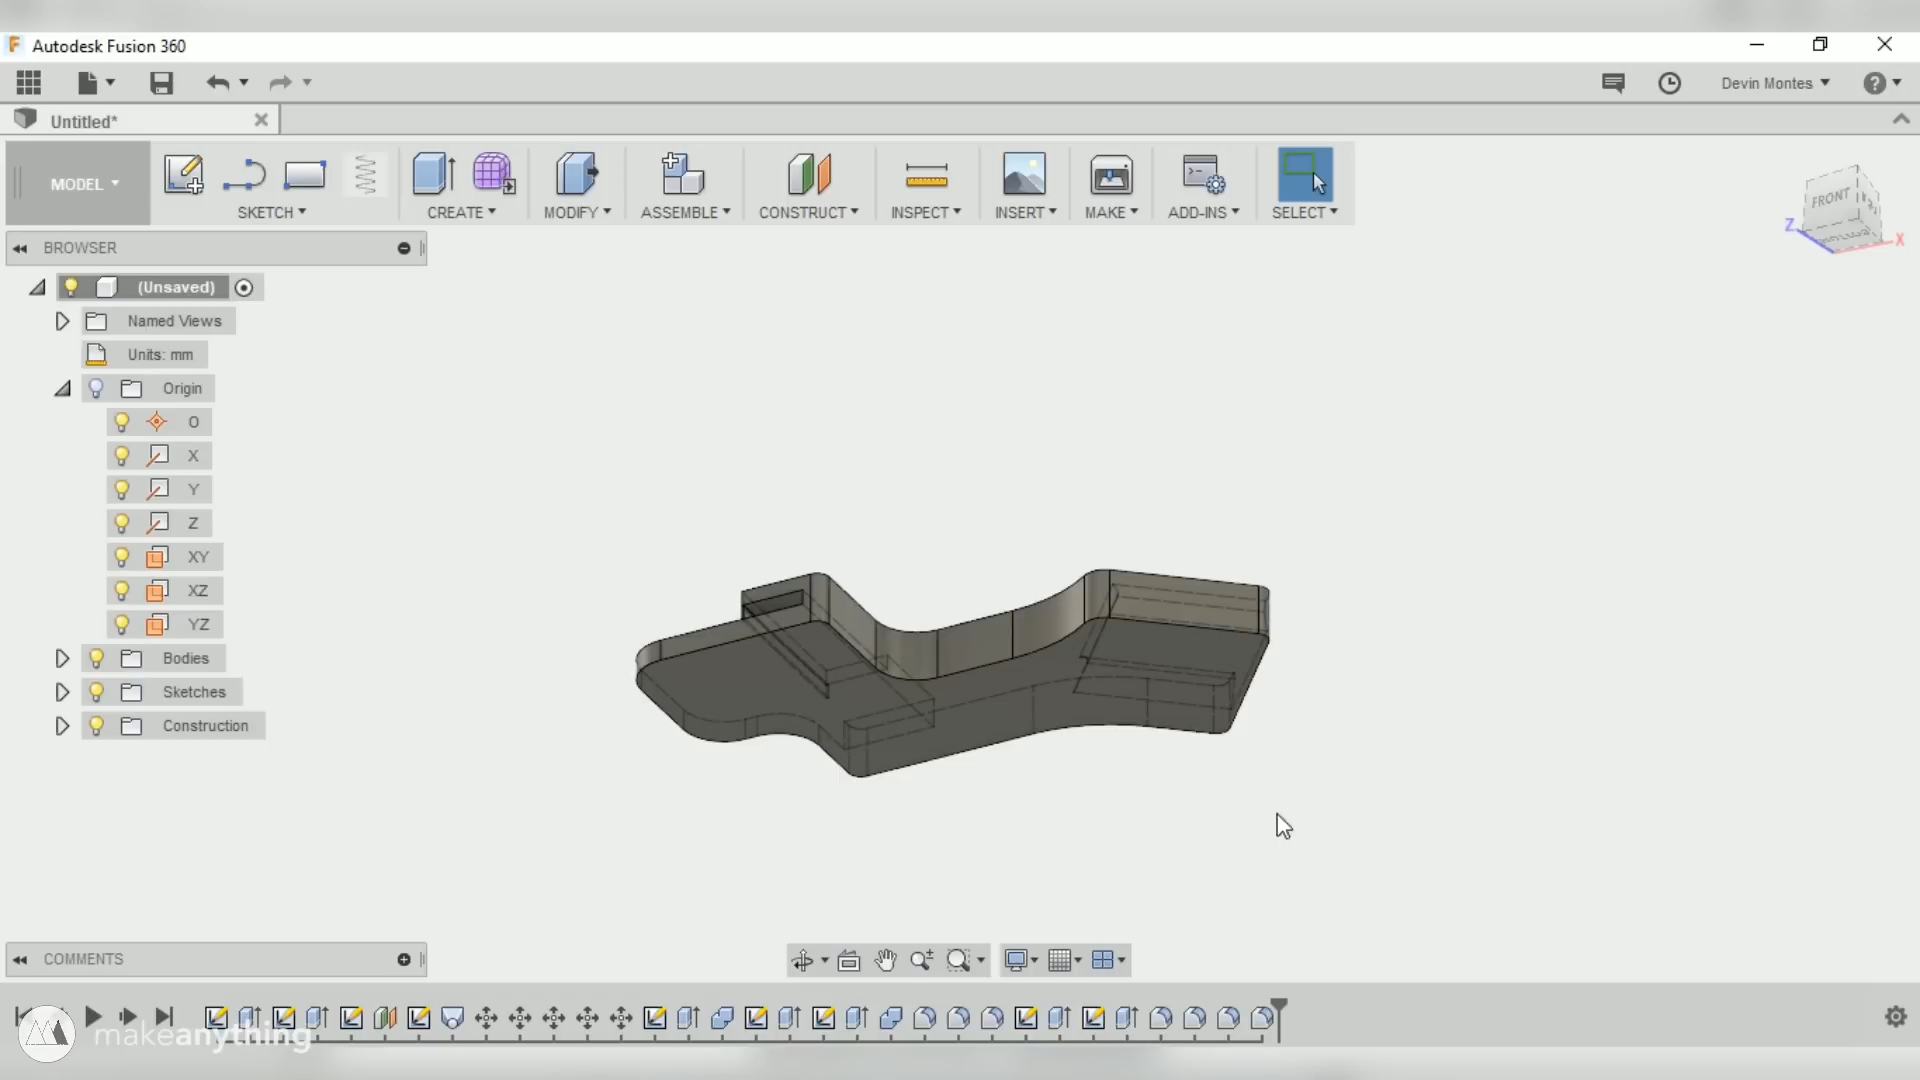 Autodesk Fusion 360
Devin Montes
Untitled*
MODEL
SKETCH
CREATE
MODIFY
ASSEMBLE
CONSTRUCT
INSPECT
INSERT
MAKE
ADD-INS
SELECT
FRONT
Z
X
BROWSER
(Unsaved)
Named Views
Units: mm
Origin
O
X
Y
Z
XY
XZ
YZ
Bodies
Sketches
Construction
COMMENTS
makeanything